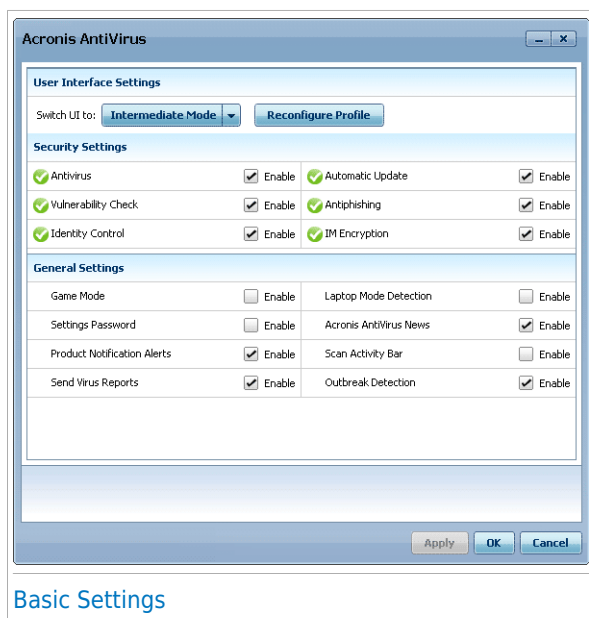 Acronis AntiVirus
User Interface Settings
Switch UI to: Intermediate Mode Reconfigure Profile
Security Settings
Antivirus Enable Automatic Update Enable
Vulnerability Check Enable Antiphishing Enable
Identity Control Enable IM Encryption Enable
General Settings
Game Mode Enable Laptop Mode Detection Enable
Settings Password Enable Acronis AntiVirus News Enable
Product Notification Alerts Enable Scan Activity Bar Enable
Send Virus Reports Enable Outbreak Detection Enable
Apply OK Cancel
Basic Settings